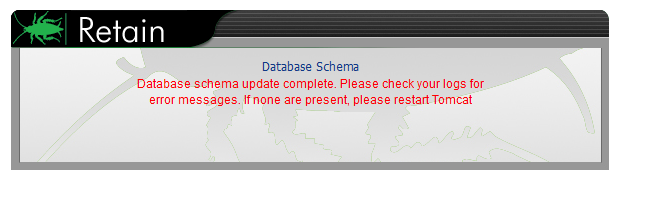 Retain
Database Schema
Database schema update complete. Please check your logs for
error messages. If none are present, please restart Tomcat